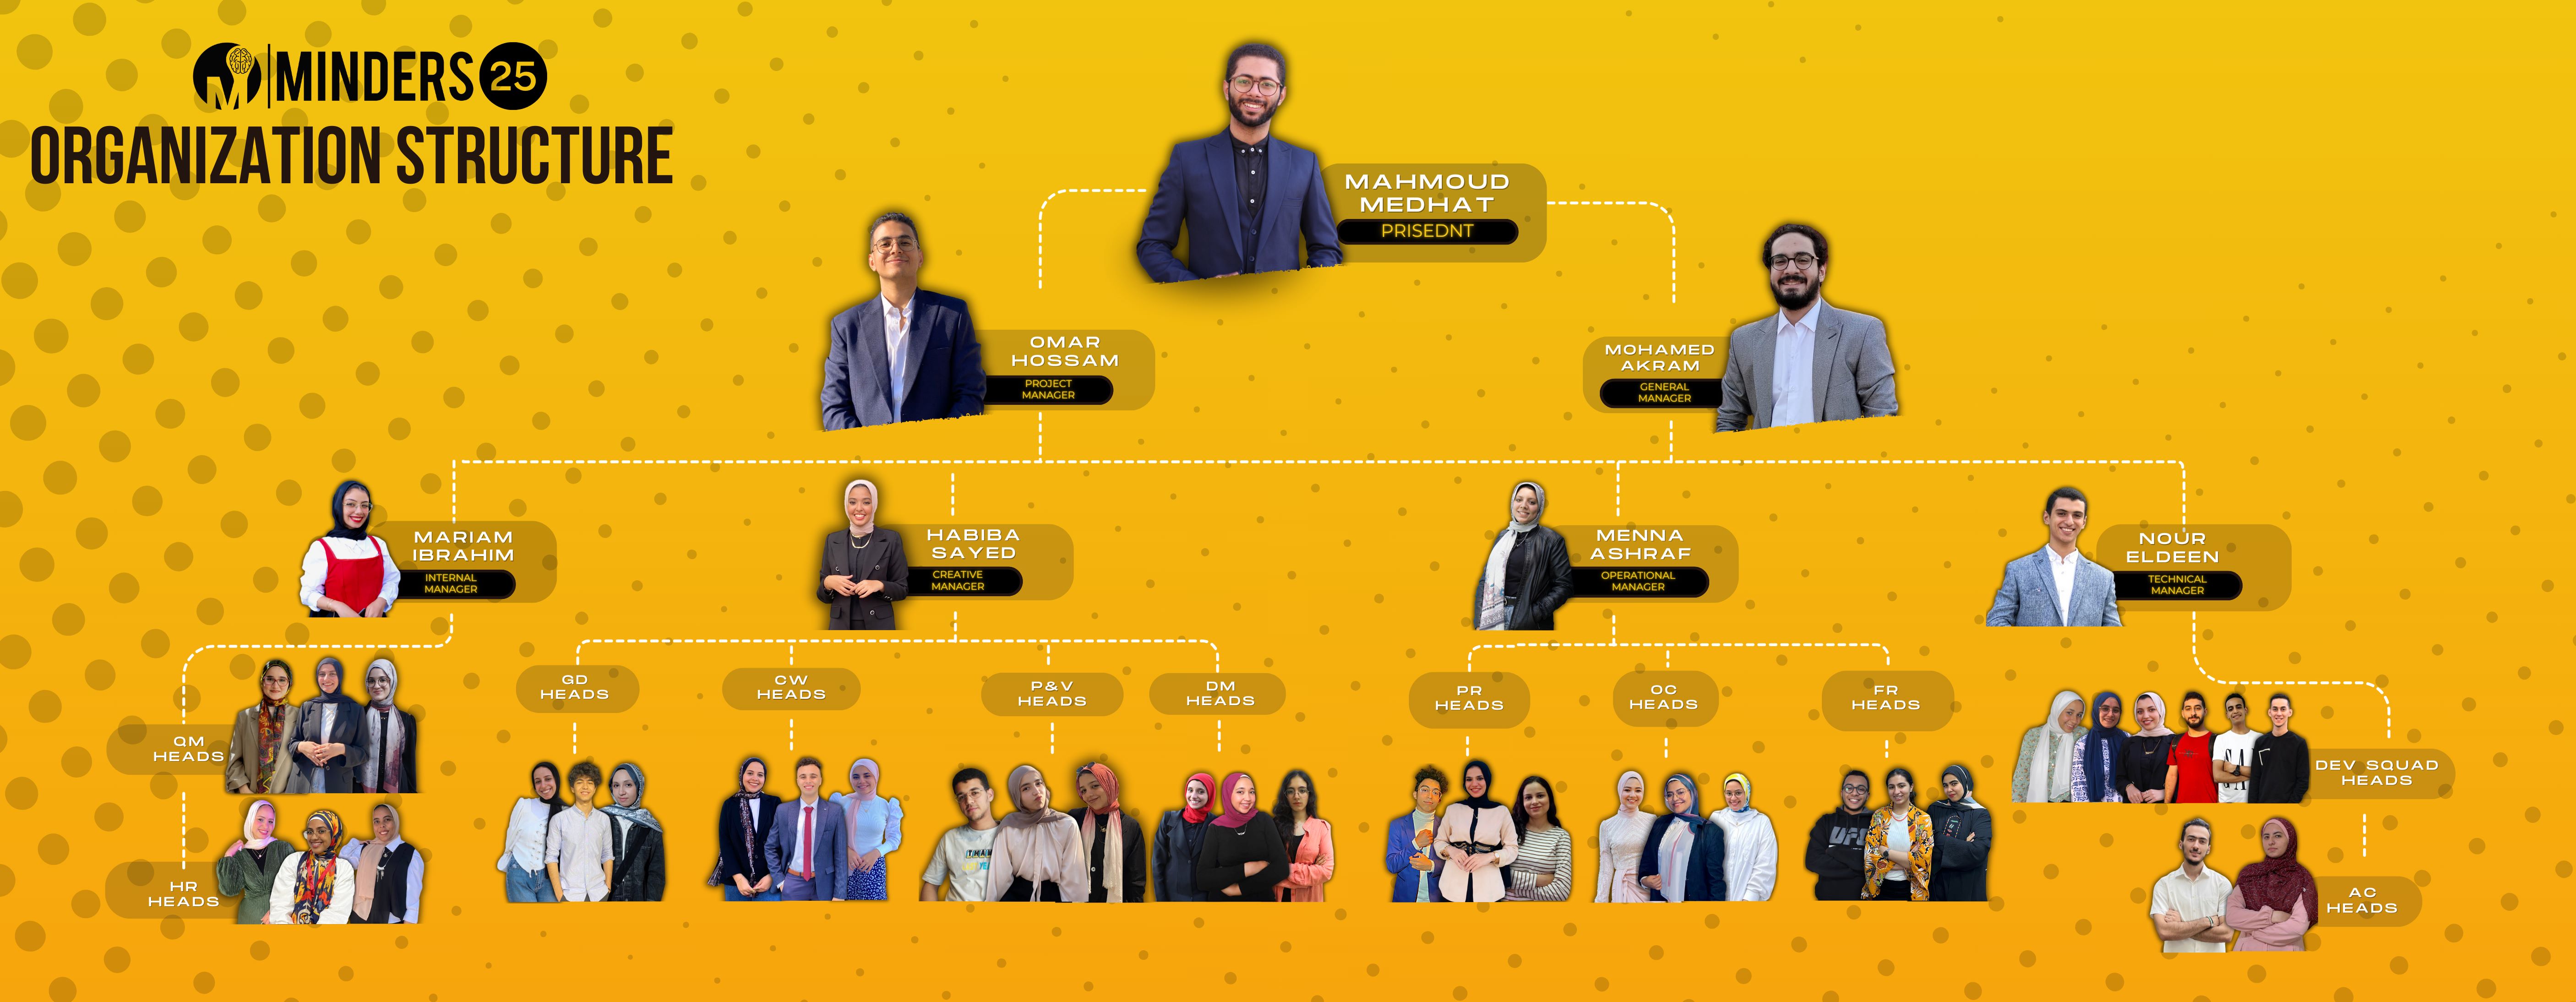 M
MINDERS 25
ORGANIZATION STRUCTURE
MAHMOUD
MEDHAT
PRISEDNT
OMAR
HOSSAM
PROJECT
MANAGER
MOHAMED
AKRAM
GENERAL
MANAGER
MARIAM
IBRAHIM
INTERNAL
MANAGER
HABIBA
SAYED
CREATIVE
MANAGER
MENNA
ASHRAF
OPERATIONAL
MANAGER
NOUR
ELDEEN
TECHNICAL
MANAGER
QM
HEADS
HR
HEADS
GD
HEADS
CW
HEADS
P&V
HEADS
DM
HEADS
PR
HEADS
OC
HEADS
FR
HEADS
DEV SQUAD
HEADS
AC
HEADS